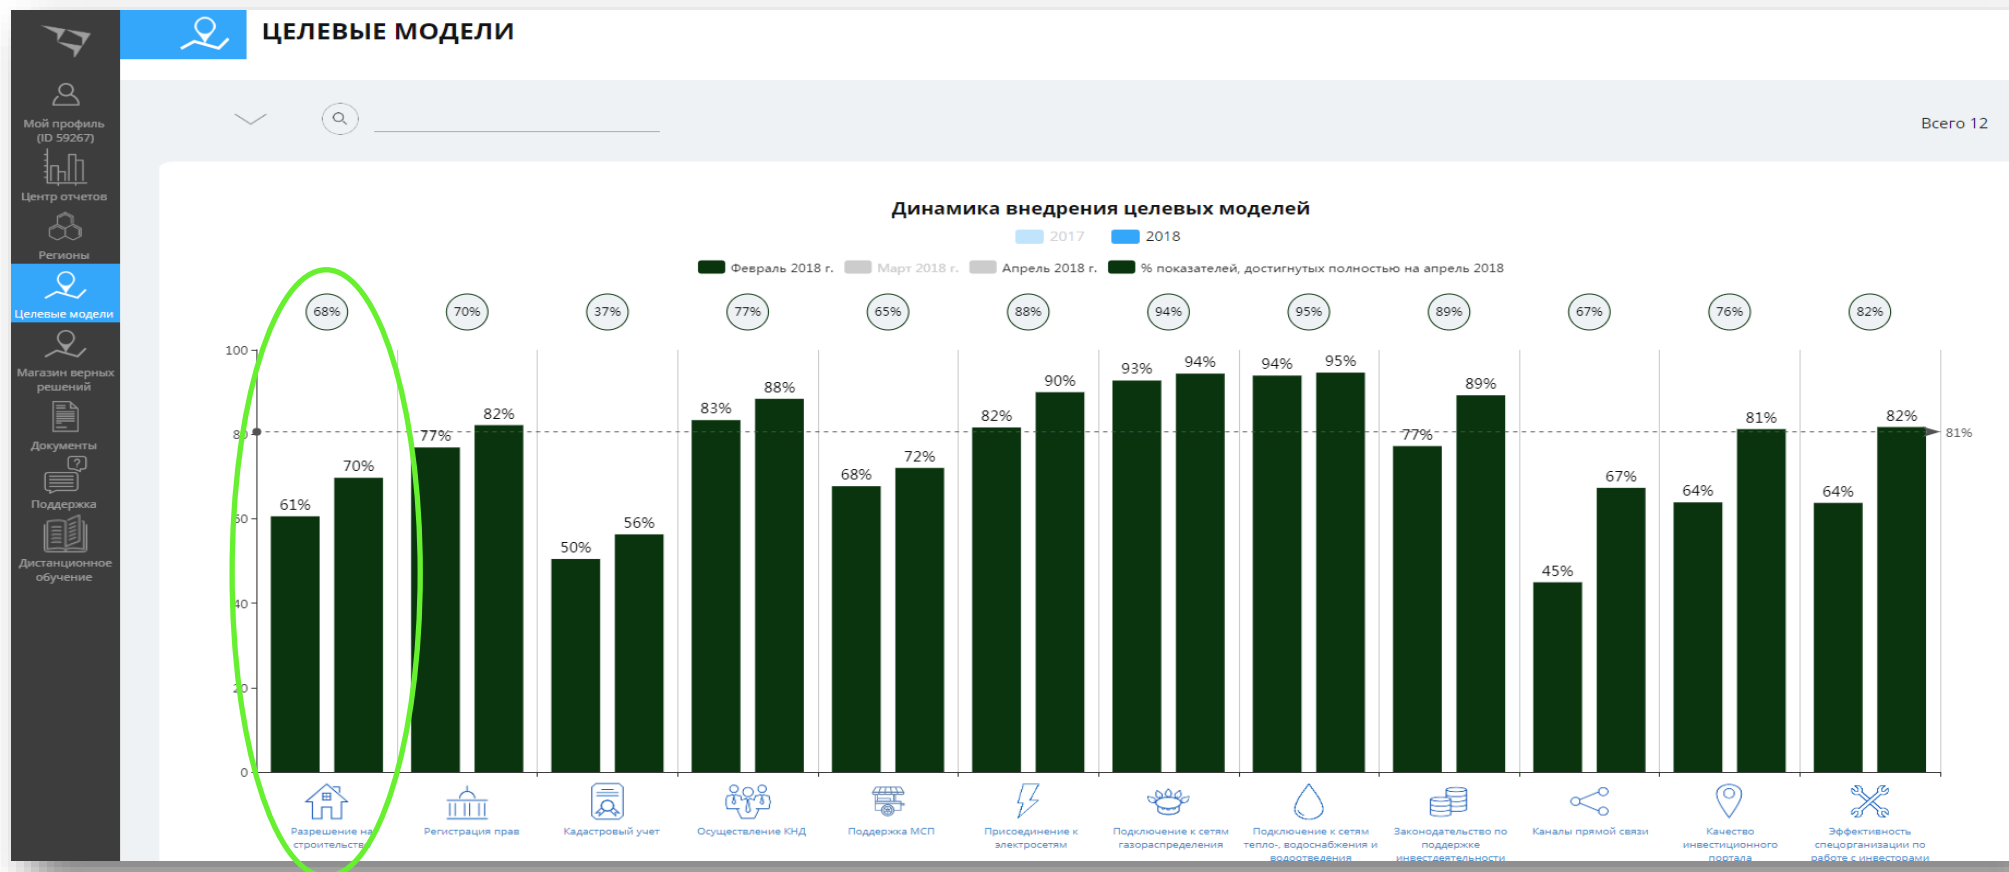 ЦЕЛЕВЫЕ МОДЕЛИ
Мой профиль
(ID 59267)
Центр отчетов
Регионы
Целевые модели
Магазин верных
решений
Документы
Поддержка
Дистанционное
обучение
Всего 12
Динамика внедрения целевых моделей
2017 2018
Февраль 2018 г. Март 2018 г. Апрель 2018 г. % показателей, достигнутых полностью на апрель 2018
68% 70% 37% 77% 65% 88% 94% 95% 89% 67% 76% 82%
100
80
60
40
20
0
61% 70%
77% 82%
50% 56%
83% 88%
68% 72%
82% 90%
93% 94%
94% 95%
77% 89%
45% 67%
64% 81%
64% 82%
81%
Разрешение на
строительство
Регистрация прав
Кадастровый учет
Осуществление КНД
Поддержка МСП
Присоединение к
электросетям
Подключение к сетям
газораспределения
Подключение к сетям
тепло-, водоснабжения и
водоотведения
Законодательство по
поддержке
инвестдеятельности
Каналы прямой связи
Качество
инвестиционного
портала
Эффективность
спецорганизации по
работе с инвесторами